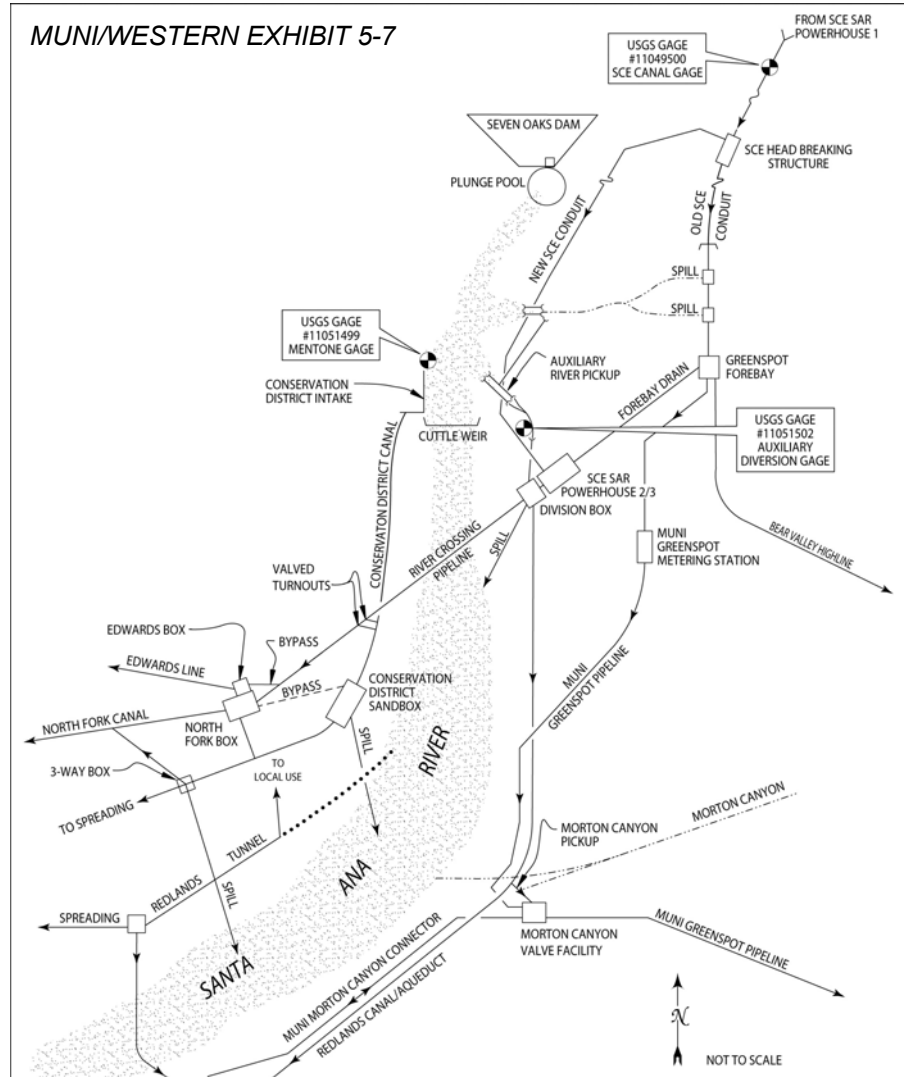 MUNI/WESTERN EXHIBIT 5-7
FROM SCE SAR
POWERHOUSE 1
USGS GAGE
#11049500
SCE CANAL GAGE
SEVEN OAKS DAM
PLUNGE POOL
SCE HEAD BREAKING
STRUCTURE
NEW SCE CONDUIT
OLD SCE
CONDUIT
SPILL
SPILL
USGS GAGE
#11051499
MENTONE GAGE
AUXILIARY
RIVER PICKUP
GREENSPOT
FOREBAY
FOREBAY DRAIN
CONSERVATION
DISTRICT INTAKE
CUTTLE WEIR
USGS GAGE
#11051502
AUXILIARY
DIVERSION GAGE
CONSERVATON DISTRICT CANAL
SCE SAR
POWERHOUSE 2/3
DIVISION BOX
RIVER CROSSING
PIPELINE
SPILL
MUNI
GREENSPOT
METERING STATION
BEAR VALLEY HIGHLINE
VALVED
TURNOUTS
EDWARDS BOX
BYPASS
EDWARDS LINE
BYPASS
CONSERVATION
DISTRICT
SANDBOX
MUNI
GREENSPOT PIPELINE
NORTH FORK CANAL
NORTH
FORK BOX
SPILL
RIVER
3-WAY BOX
TO
LOCAL USE
TO SPREADING
MORTON CANYON
MORTON CANYON
PICKUP
REDLANDS
TUNNEL
ANA
SPILL
SPREADING
MORTON CANYON
VALVE FACILITY
MUNI GREENSPOT PIPELINE
SANTA
MUNI MORTON CANYON CONNECTOR
REDLANDS CANAL/AQUEDUCT
N
NOT TO SCALE